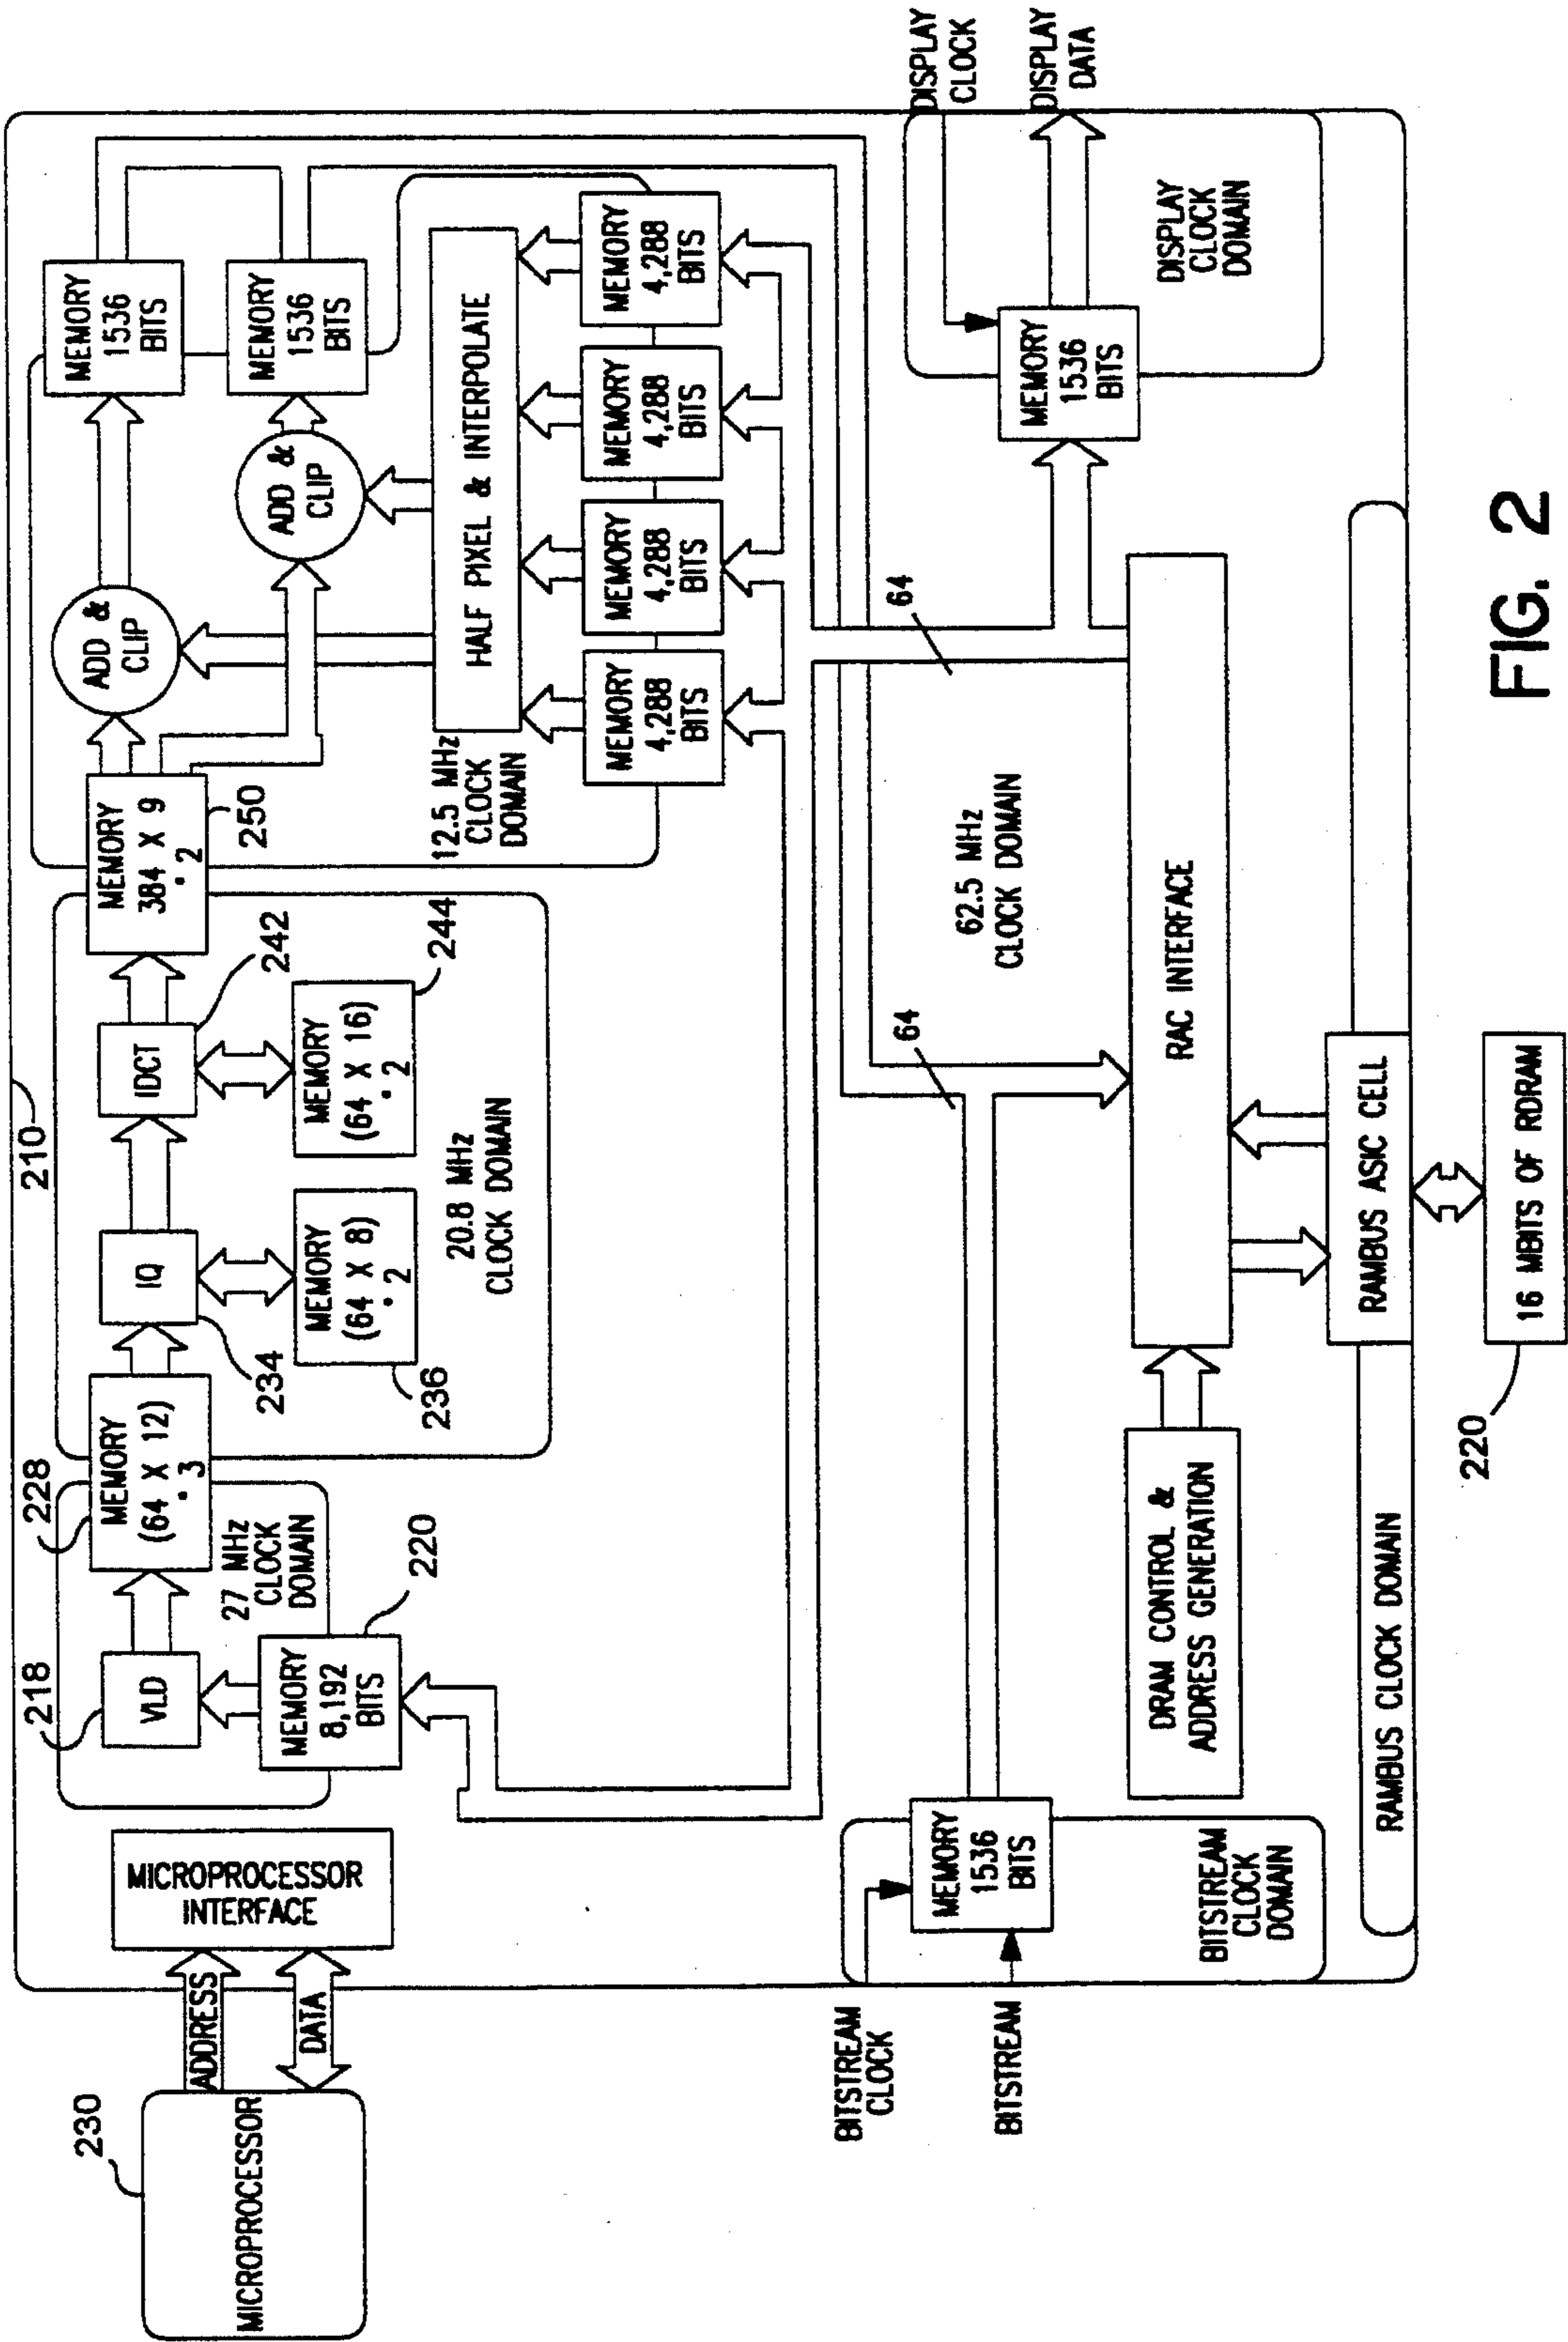 230
MICROPROCESSOR
ADDRESS
DATA
MICROPROCESSOR
INTERFACE
210
218
VLD
MEMORY
8,192
BITS
220
27 MHz
CLOCK
DOMAIN
228
MEMORY
(64 X 12)
· 3
IQ
234
MEMORY
(64 X 8)
· 2
236
IDCT
242
MEMORY
(64 X 16)
· 2
244
20.8 MHz
CLOCK DOMAIN
MEMORY
384 X 9
· 2
250
ADD &
CLIP
ADD &
CLIP
MEMORY
1536
BITS
MEMORY
1536
BITS
12.5 MHz
CLOCK
DOMAIN
HALF PIXEL & INTERPOLATE
MEMORY
4,288
BITS
MEMORY
4,288
BITS
MEMORY
4,288
BITS
MEMORY
4,288
BITS
BITSTREAM
CLOCK
BITSTREAM
MEMORY
1536
BITS
BITSTREAM
CLOCK
DOMAIN
64
62.5 MHz
CLOCK DOMAIN
64
DRAM CONTROL &
ADDRESS GENERATION
RAC INTERFACE
MEMORY
1536
BITS
DISPLAY
CLOCK
DISPLAY
DATA
DISPLAY
CLOCK
DOMAIN
RAMBUS CLOCK DOMAIN
RAMBUS ASIC CELL
220
16 MBITS OF RDRAM
FIG. 2